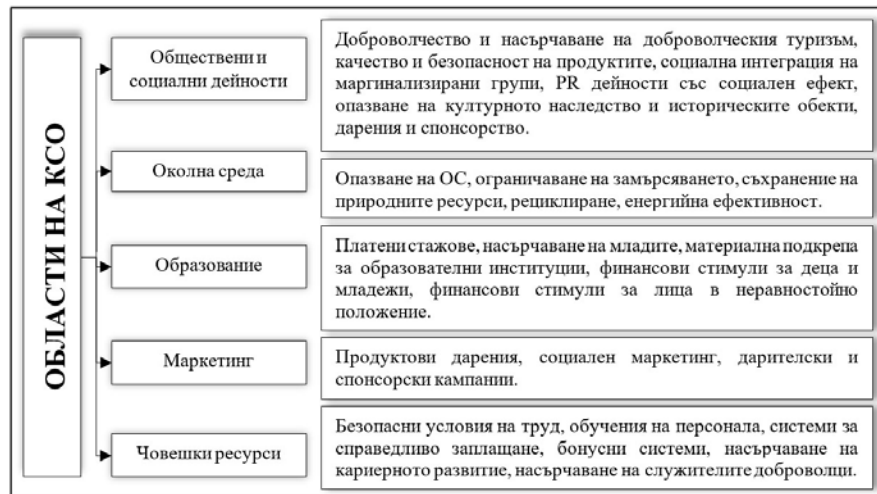 ОБЛАСТИ НА КСО
Обществени и
социални дейности
Доброволчество и насърчаване на доброволческия туризъм,
качество и безопасност на продуктите, социална интеграция на
маргинализирани групи, PR дейности със социален ефект,
опазване на културното наследство и историческите обекти,
дарения и спонсорство.
Околна среда
Опазване на ОС, ограничаване на замърсяването, съхранение на
природните ресурси, рециклиране, енергийна ефективност.
Образование
Платени стажове, насърчаване на младите, материална подкрепа
за образователни институции, финансови стимули за деца и
младежи, финансови стимули за лица в неравностойно
положение.
Маркетинг
Продуктови дарения, социален маркетинг, дарителски и
спонсорски кампании.
Човешки ресурси
Безопасни условия на труд, обучения на персонала, системи за
справедливо заплащане, бонусни системи, насърчаване на
кариерното развитие, насърчаване на служителите доброволци.